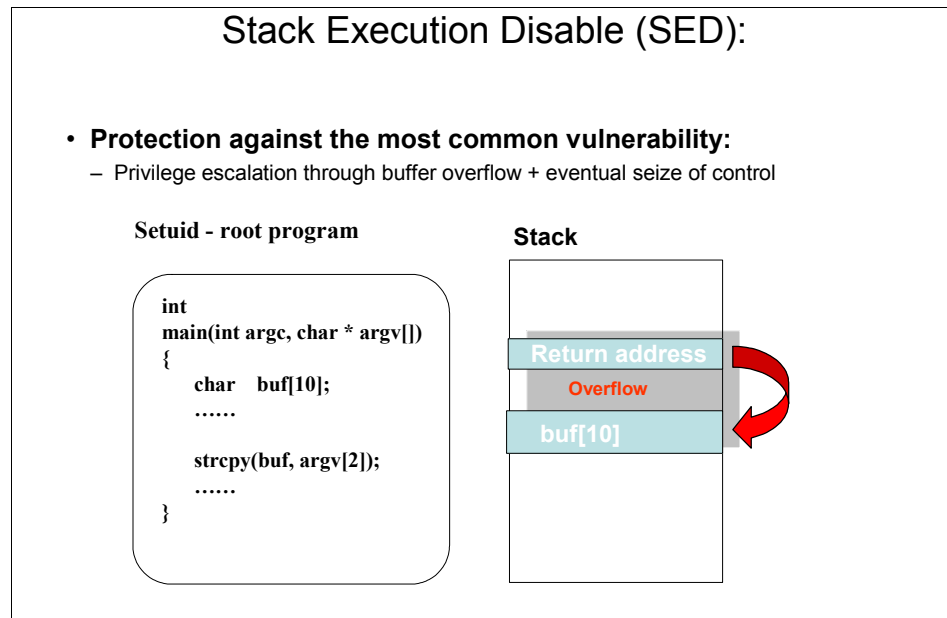 Stack Execution Disable (SED):
• Protection against the most common vulnerability:
– Privilege escalation through buffer overflow + eventual seize of control
Setuid - root program
int
main(int argc, char * argv[])
{
char buf[10];
......
strcpy(buf, argv[2]);
......
}
Stack
Return address
Overflow
buf[10]